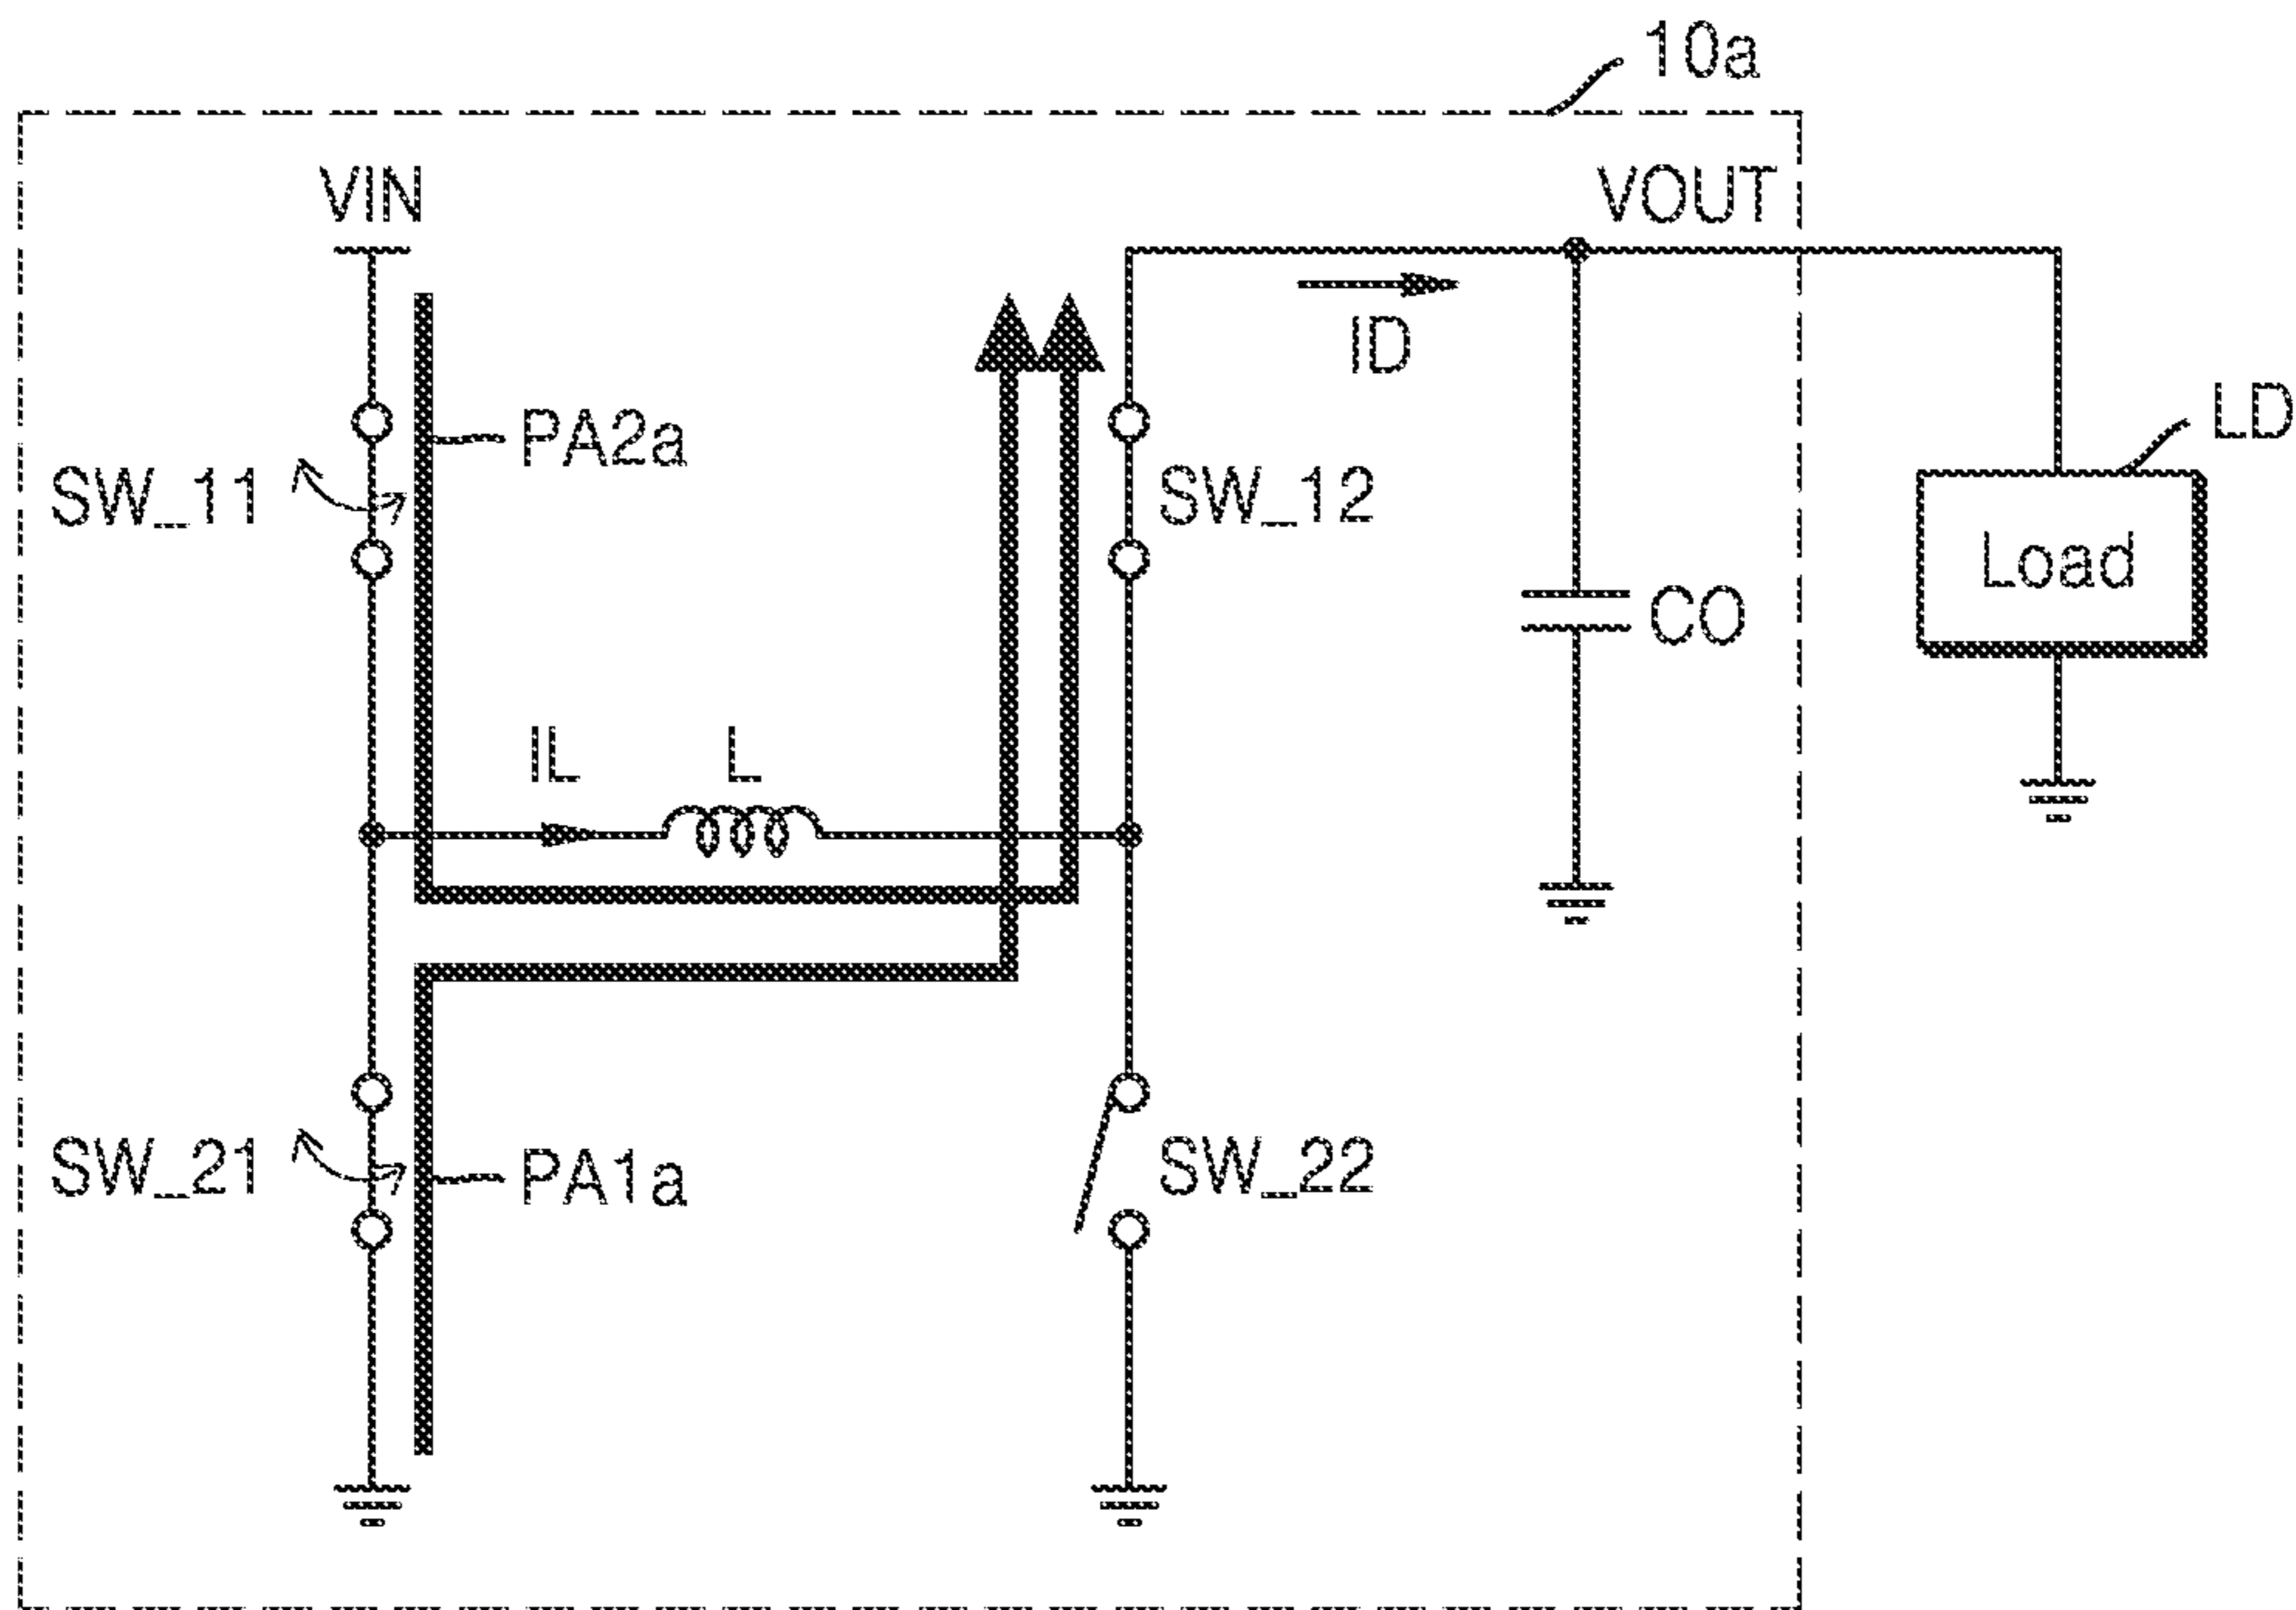 10a
VIN
VOUT
ID
LD
PA2a
SW_11
SW_12
Load
CO
IL
L
SW_21
PA1a
SW_22